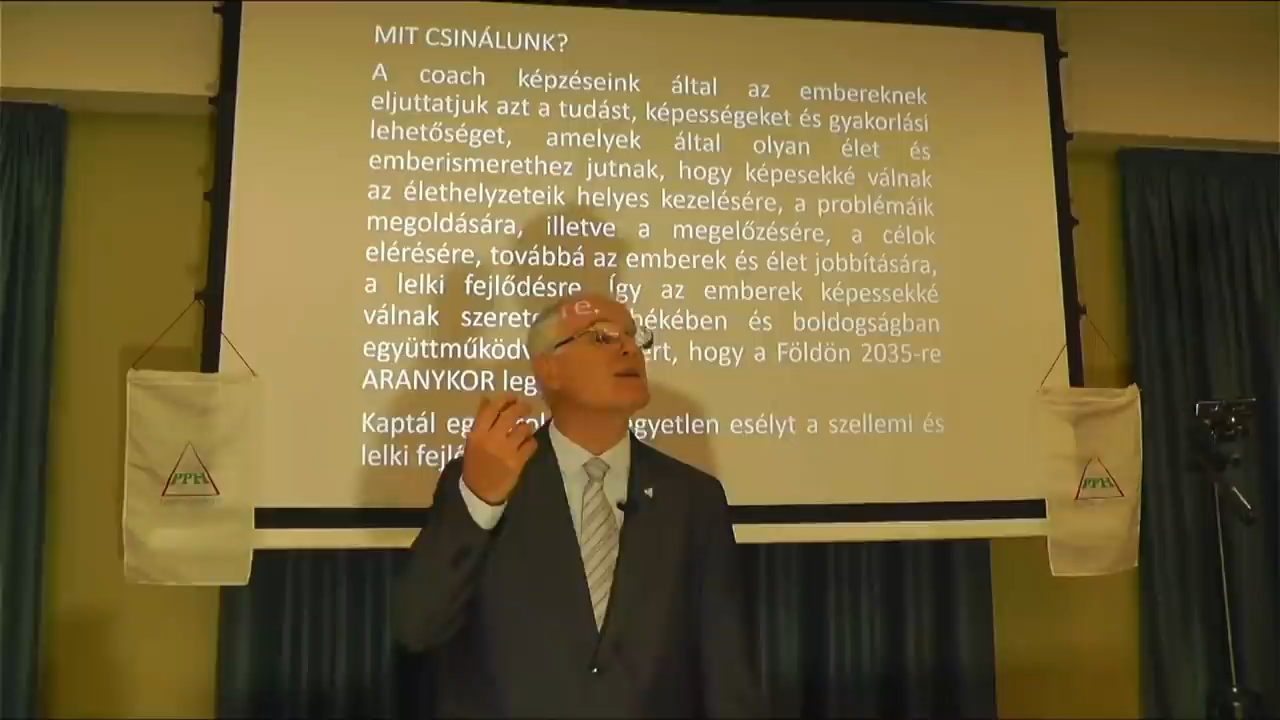 MIT CSINÁLUNK?
A coach képzéseink által az embereknek
eljuttatjuk azt a tudást, képességeket és gyakorlási
lehetőséget, amelyek által olyan élet és
emberismerethez jutnak, hogy képesekké válnak
az élethelyzeteik helyes kezelésére, a problémáik
megoldására, illetve a megelőzésére, a célok
elérésére, továbbá az emberek és élet jobbítására,
a lelki fejlődésre. Így az emberek képessekké
válnak és boldogságban
hogy a Földön 2035-re
ARANYKOR
Kaptál esélyt a szellemi és
lelki
PPH
PPH